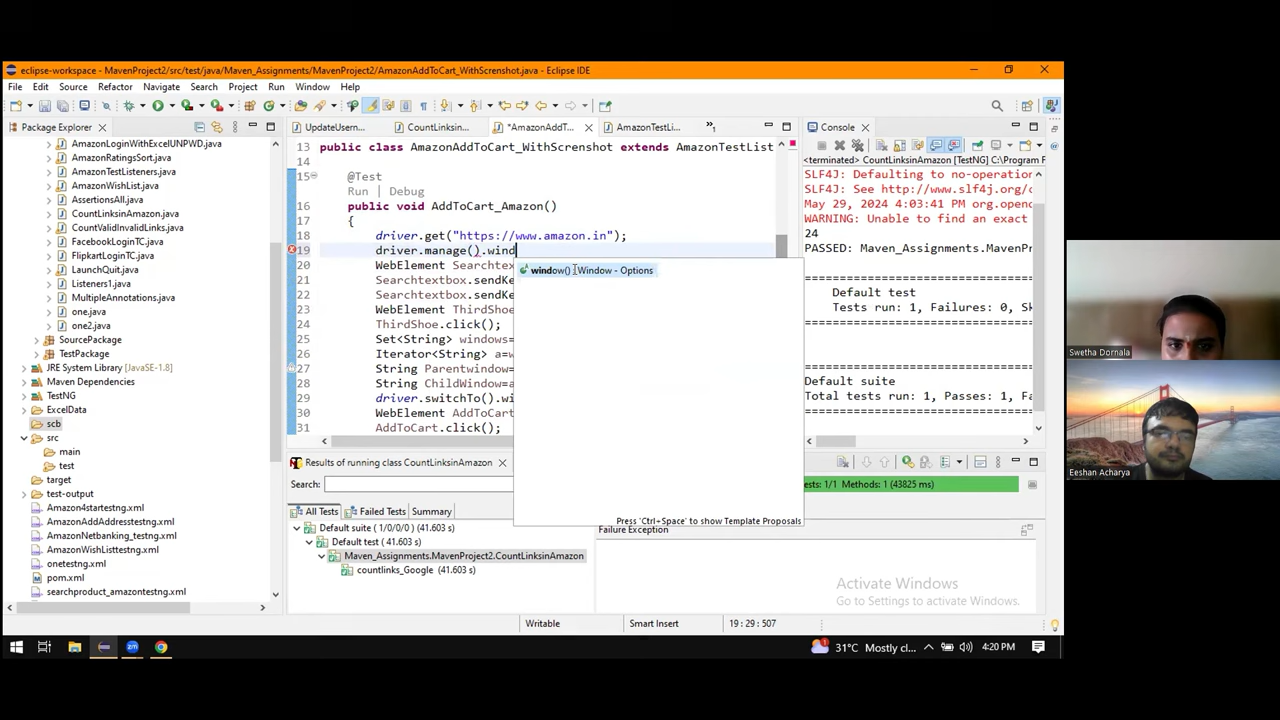 eclipse-workspace - MavenProject2/src/test/java/Maven_Assignments/MavenProject2/AmazonAddToCart_WithScrenshot.java - Eclipse IDE
File Edit Source Refactor Navigate Search Project Run Window Help
Package Explorer
AmazonLoginWithExcelUNPWD.java
AmazonRatingsSort.java
AmazonTestListeners.java
AmazonWishList.java
AssertionsAll.java
CountLinksinAmazon.java
CountValidInvalidLinks.java
FacebookLoginTC.java
FlipkartLoginTC.java
LaunchQuit.java
Listeners1.java
MultipleAnnotations.java
one.java
one2.java
SourcePackage
TestPackage
JRE System Library [JavaSE-1.8]
Maven Dependencies
TestNG
ExcelData
scb
src
main
test
target
test-output
Amazon4startestng.xml
AmazonAddAddresstestng.xml
AmazonNetbanking_testng.xml
AmazonWishListtestng.xml
onetestng.xml
pom.xml
searchproduct_amazontestng.xml
UpdateUsern... CountLinksin... *AmazonAddT... AmazonTestLi...
13 public class AmazonAddToCart_WithScrenshot extends AmazonTestList
14
15 @Test
Run | Debug
16 public void AddToCart_Amazon()
17 {
18 driver.get("https://www.amazon.in");
19 driver.manage().wind
20 WebElement Searchtex
21 Searchtextbox.sendKe
22 Searchtextbox.sendKe
23 WebElement ThirdShoe
24 ThirdShoe.click();
25 Set<String> windows=
26 Iterator<String> a=w
27 String Parentwindow=
28 String ChildWindow=a
29 driver.switchTo().wi
30 WebElement AddToCart
31 AddToCart.click();
window() : Window - Options
Press 'Ctrl+Space' to show Template Proposals
Console
<terminated> CountLinksinAmazon [TestNG] C:\Program F
SLF4J: Defaulting to no-operation
SLF4J: See http://www.slf4j.org/c
May 29, 2024 4:03:41 PM org.openc
WARNING: Unable to find an exact
24
PASSED: Maven_Assignments.MavenPr
Default test
Tests run: 1, Failures: 0, Sk
Default suite
Total tests run: 1, Passes: 1, Fa
Results of running class CountLinksinAmazon
Search:
ests: 1/1 Methods: 1 (43825 ms)
All Tests Failed Tests Summary
Default suite ( 1/0/0/0 ) (41.603 s)
Default test ( 41.603 s)
Maven_Assignments.MavenProject2.CountLinksinAmazon
countlinks_Google (41.603 s)
Failure Exception
Activate Windows
Go to Settings to activate Windows.
Writable Smart Insert 19 : 29 : 507
31°C Mostly cl... 4:20 PM
Swetha Dornala
Eeshan Acharya